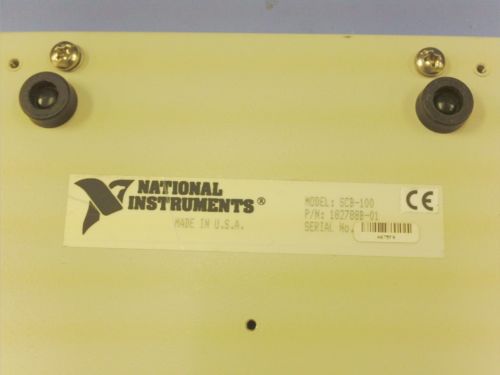 NATIONAL
INSTRUMENTS®
MADE IN U.S.A.
MODEL: SCB-100
P/N: 182788B-01
SERIAL No.
CE